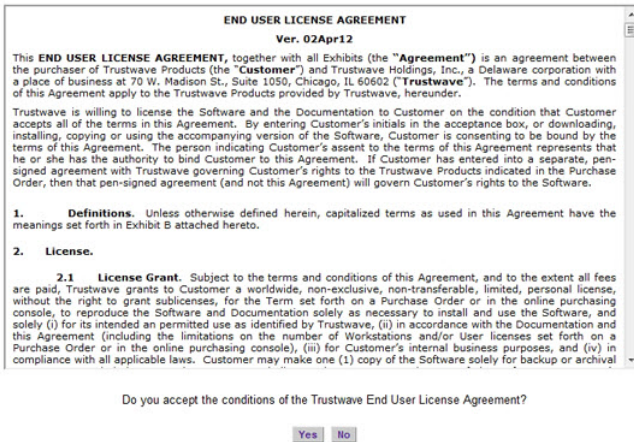 END USER LICENSE AGREEMENT
Ver. 02Apr12
This END USER LICENSE AGREEMENT, together with all Exhibits (the “Agreement”) is an agreement between
the purchaser of Trustwave Products (the “Customer”) and Trustwave Holdings, Inc., a Delaware corporation with
a place of business at 70 W. Madison St., Suite 1050, Chicago, IL 60602 (“Trustwave”). The terms and conditions
of this Agreement apply to the Trustwave Products provided by Trustwave, hereunder.
Trustwave is willing to license the Software and the Documentation to Customer on the condition that Customer
accepts all of the terms in this Agreement. By entering Customer’s initials in the acceptance box, or downloading,
installing, copying or using the accompanying version of the Software, Customer is consenting to be bound by the
terms of this Agreement. The person indicating Customer’s assent to the terms of this Agreement represents that
he or she has the authority to bind Customer to this Agreement. If Customer has entered into a separate, pen-
signed agreement with Trustwave governing Customer’s rights to the Trustwave Products indicated in the Purchase
Order, then that pen-signed agreement (and not this Agreement) will govern Customer’s rights to the Software.
1. Definitions. Unless otherwise defined herein, capitalized terms as used in this Agreement have the
meanings set forth in Exhibit B attached hereto.
2. License.
2.1 License Grant. Subject to the terms and conditions of this Agreement, and to the extent all fees
are paid, Trustwave grants to Customer a worldwide, non-exclusive, non-transferable, limited, personal license,
without the right to grant sublicenses, for the Term set forth on a Purchase Order or in the online purchasing
console, to reproduce the Software and Documentation solely as necessary to install and use the Software, and
solely (i) for its intended an permitted use as identified by Trustwave, (ii) in accordance with the Documentation and
this Agreement (including the limitations on the number of Workstations and/or User licenses set forth on a
Purchase Order or in the online purchasing console), (iii) for Customer’s internal business purposes, and (iv) in
compliance with all applicable laws. Customer may make one (1) copy of the Software solely for backup or archival
Do you accept the conditions of the Trustwave End User License Agreement?
Yes No